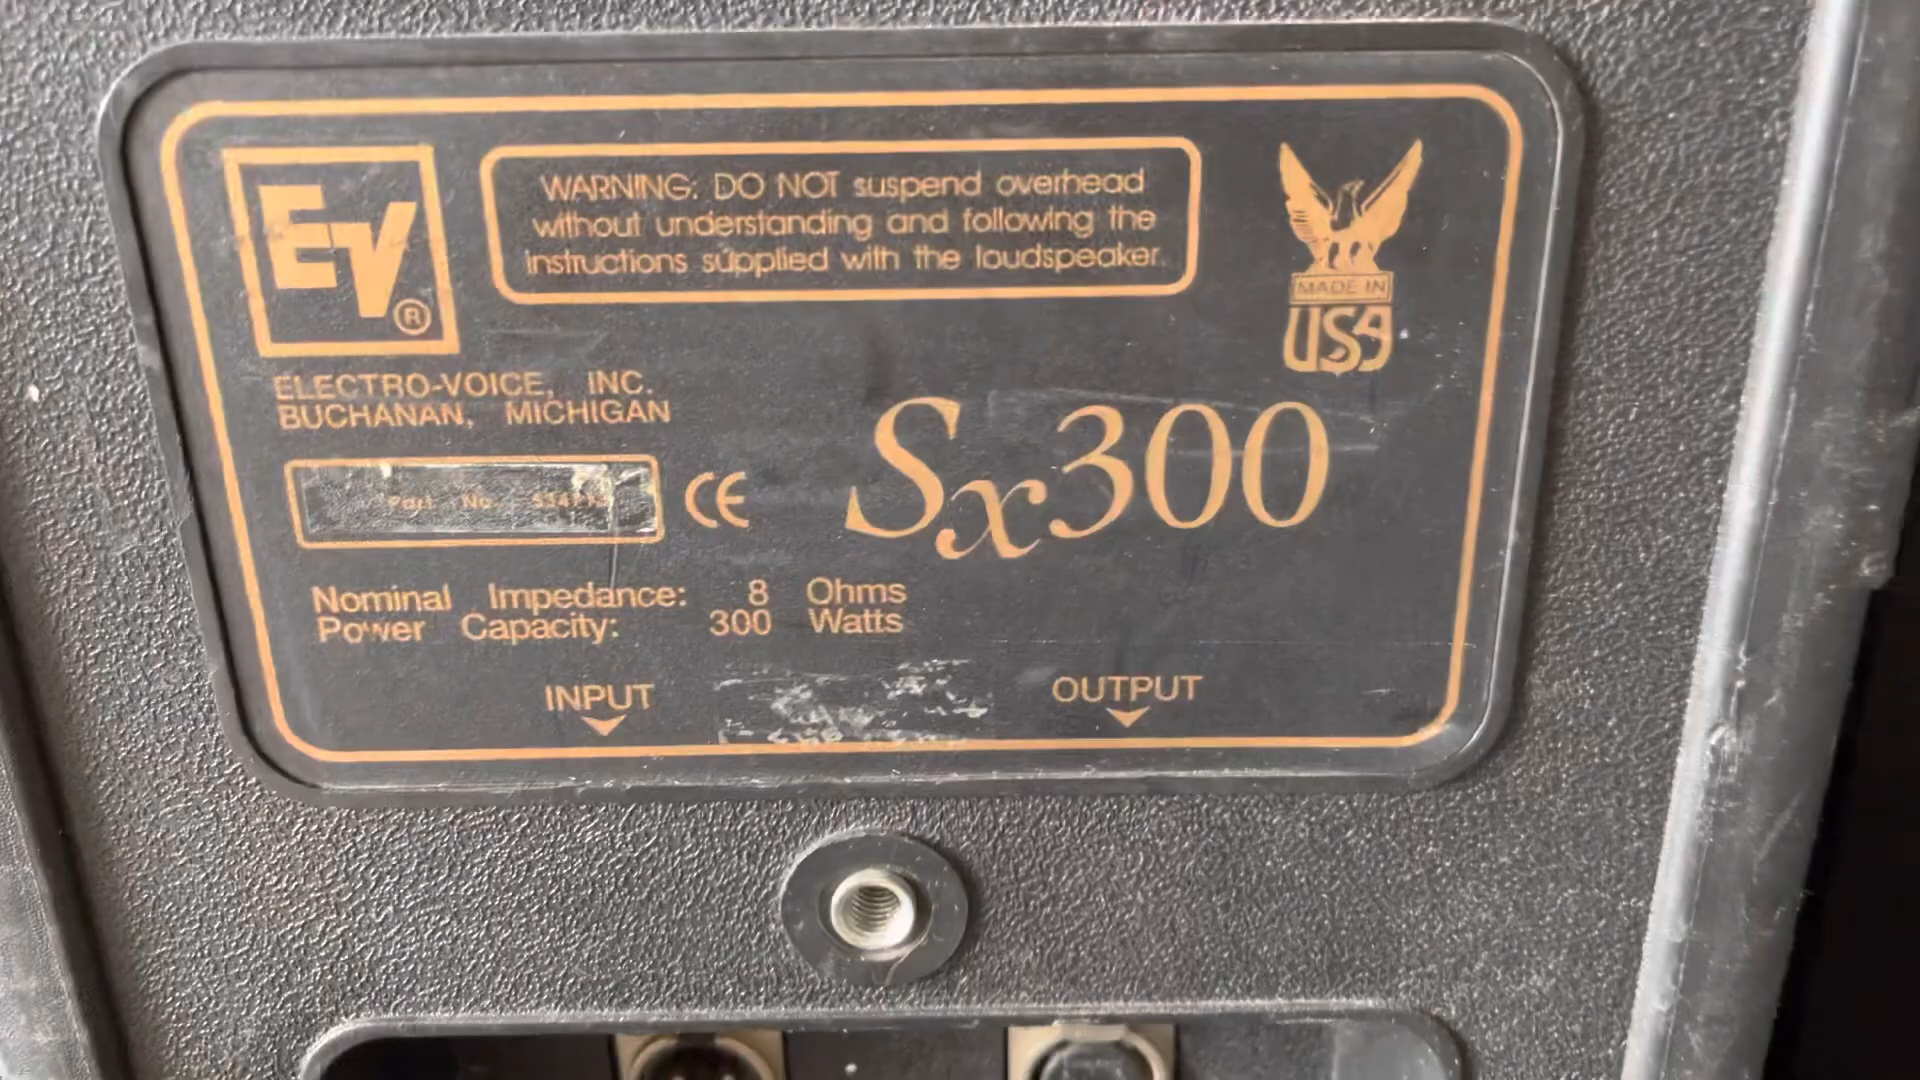 EV®
WARNING: DO NOT suspend overhead
without understanding and following the
instructions supplied with the loudspeaker.
MADE IN
USA
ELECTRO-VOICE, INC.
BUCHANAN, MICHIGAN
Sx300
Part No.
CE
Nominal Impedance: 8 Ohms
Power Capacity: 300 Watts
INPUT
OUTPUT